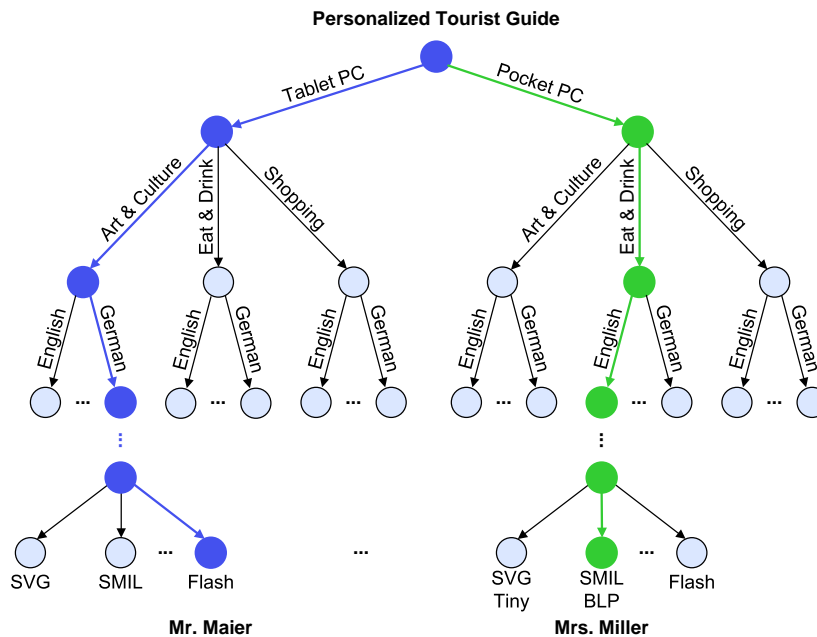 Personalized Tourist Guide
Tablet PC
Pocket PC
Art & Culture
Eat & Drink
Shopping
Art & Culture
Eat & Drink
Shopping
English
German
English
German
English
German
English
German
English
German
English
German
... ... ... ... ... ...
... ...
... ... ...
SVG
SMIL
Flash
SVG
Tiny
SMIL
BLP
Flash
Mr. Maier
Mrs. Miller